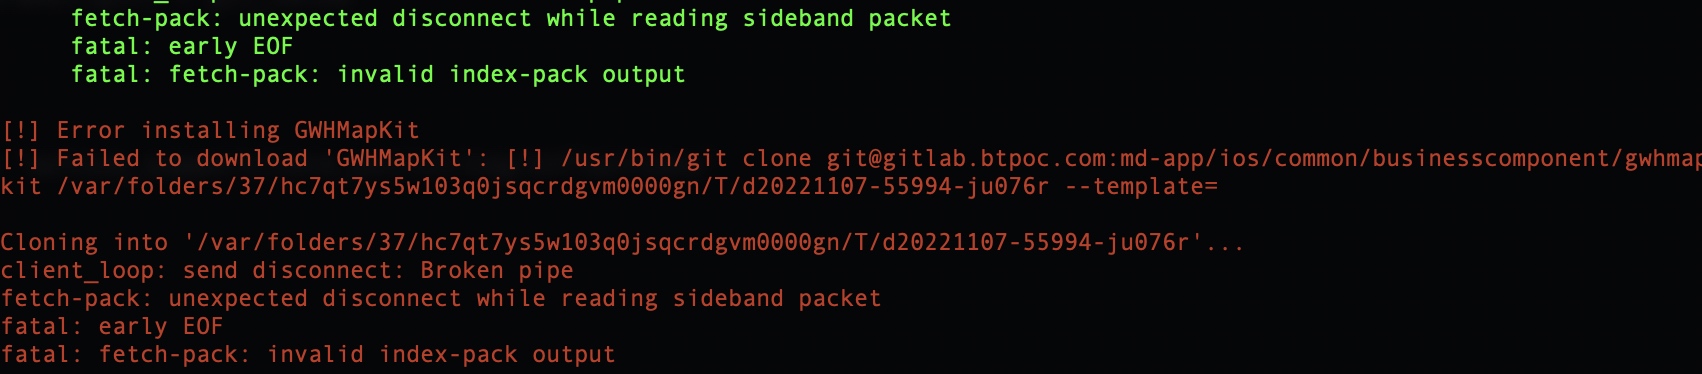 fetch-pack: unexpected disconnect while reading sideband packet
fatal: early EOF
fatal: fetch-pack: invalid index-pack output
[!] Error installing GWHMapKit
[!] Failed to download 'GWHMapKit': [!] /usr/bin/git clone git@gitlab.btpoc.com:md-app/ios/common/businesscomponent/gwhmap
kit /var/folders/37/hc7qt7ys5w103q0jsqcrdgvm0000gn/T/d20221107-55994-ju076r --template=
Cloning into '/var/folders/37/hc7qt7ys5w103q0jsqcrdgvm0000gn/T/d20221107-55994-ju076r'...
client_loop: send disconnect: Broken pipe
fetch-pack: unexpected disconnect while reading sideband packet
fatal: early EOF
fatal: fetch-pack: invalid index-pack output